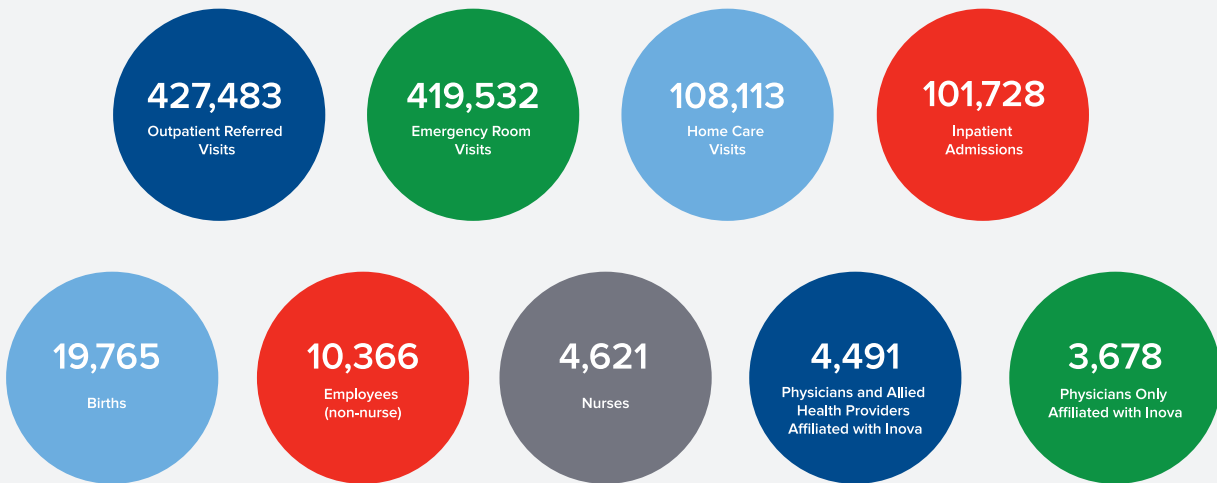 427,483
Outpatient Referred
Visits
419,532
Emergency Room
Visits
108,113
Home Care
Visits
101,728
Inpatient
Admissions
19,765
Births
10,366
Employees
(non-nurse)
4,621
Nurses
4,491
Physicians and Allied
Health Providers
Affiliated with Inova
3,678
Physicians Only
Affiliated with Inova